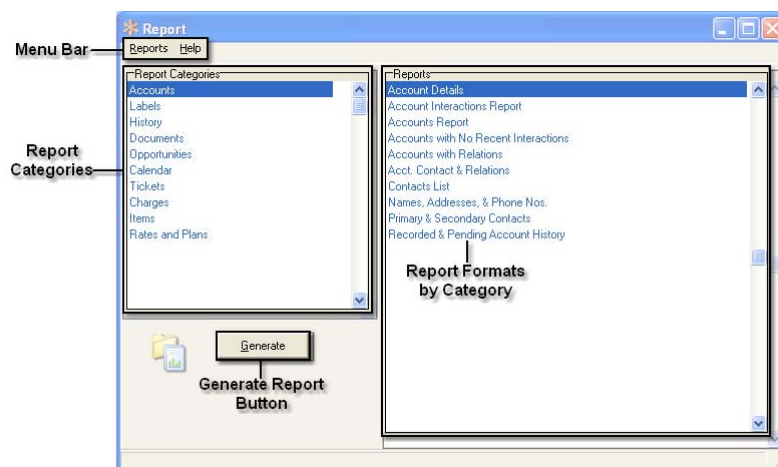 Report
Menu Bar
Reports Help
Report Categories
Accounts
Labels
History
Documents
Opportunities
Calendar
Tickets
Charges
Items
Rates and Plans
Report
Categories
Reports
Account Details
Account Interactions Report
Accounts Report
Accounts with No Recent Interactions
Accounts with Relations
Acct. Contact & Relations
Contacts List
Names, Addresses, & Phone Nos.
Primary & Secondary Contacts
Recorded & Pending Account History
Report Formats
by Category
Generate
Generate Report
Button